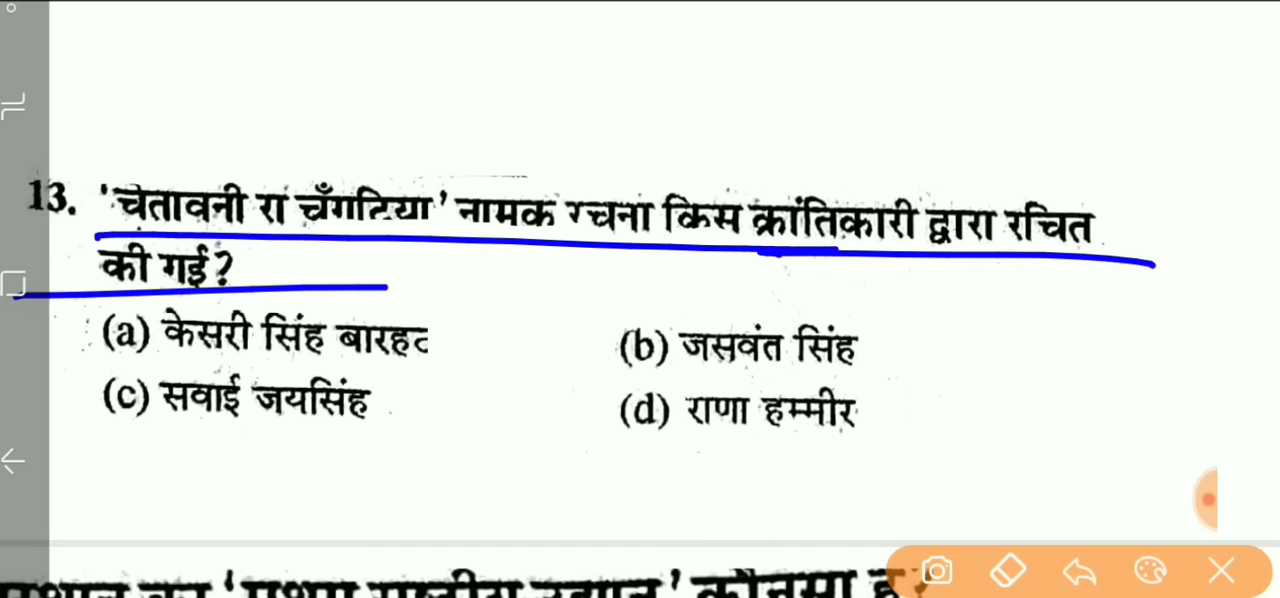 13. 'चेतावनी रा चूँगटिया' नामक रचना किस क्रांतिकारी द्वारा रचित
की गई?
(a) केसरी सिंह बारहट
(b) जसवंत सिंह
(c) सवाई जयसिंह
(d) राणा हम्मीर